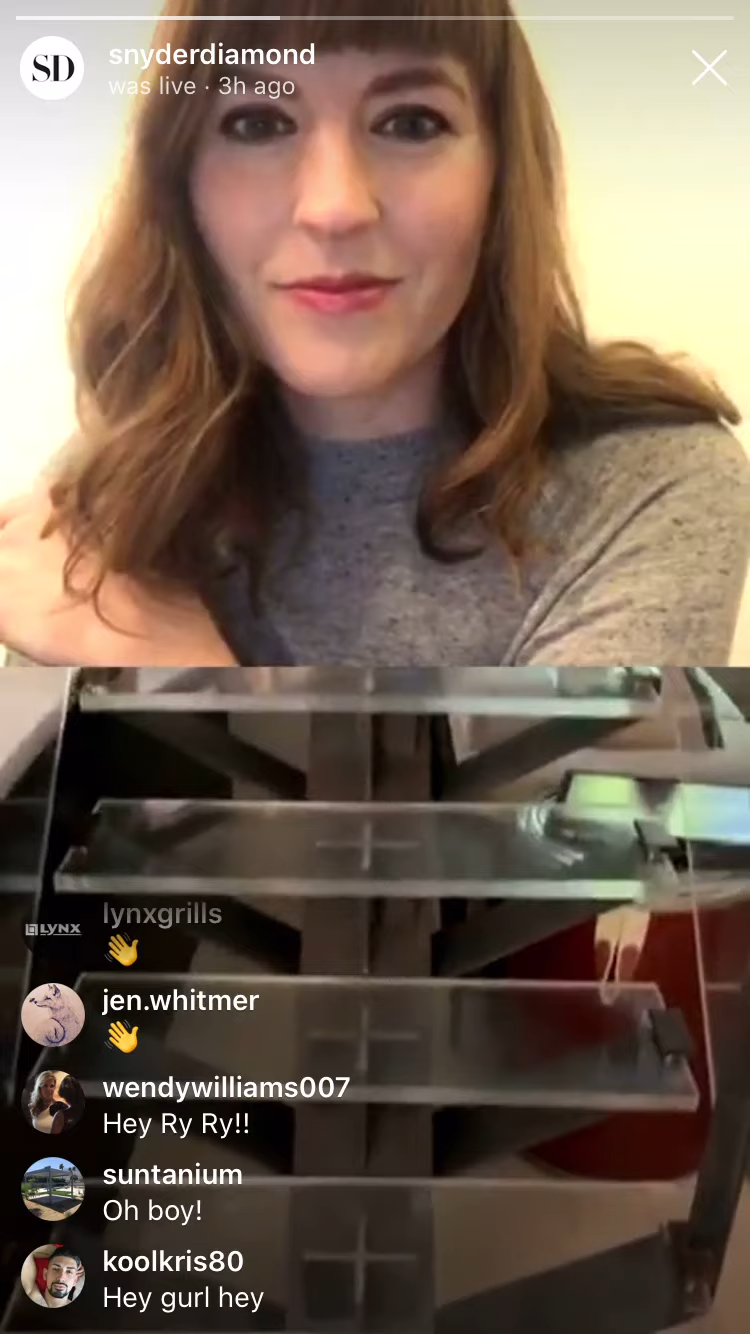 SD
snyderdiamond
was live · 3h ago
lynxgrills
LYNX
👋
jen.whitmer
👋
wendywilliams007
Hey Ry Ry!!
suntanium
Oh boy!
koolkris80
Hey gurl hey